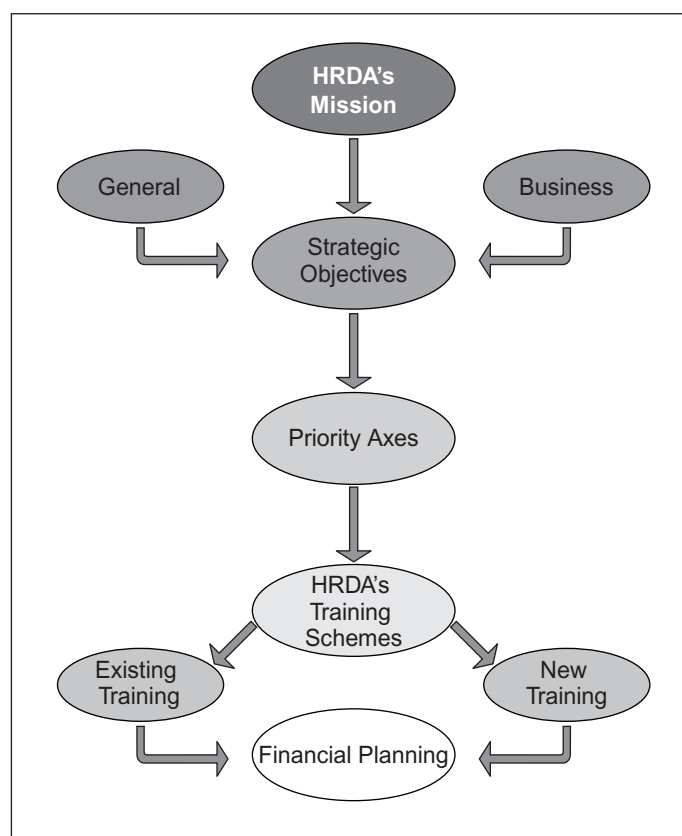 HRDA's
Mission
General
Business
Strategic
Objectives
Priority Axes
HRDA's
Training
Schemes
Existing
Training
New
Training
Financial Planning